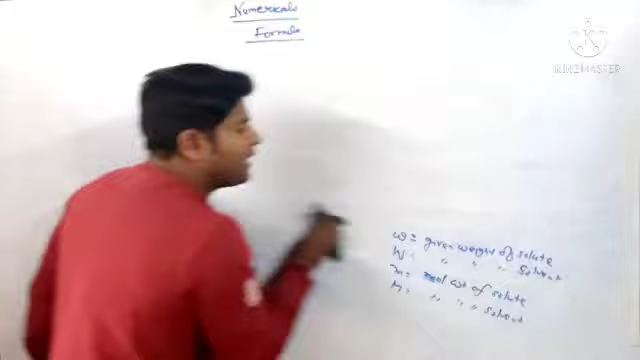 Numericals
Formula
KINEMASTER
w = given weight of solute
W = " " " Solvent
m = mol wt of solute
M = " " " Solvent